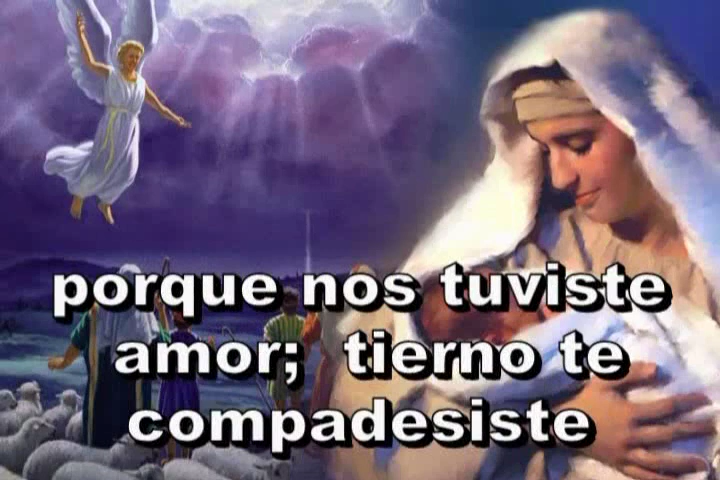 porque nos tuviste
amor;  tierno te
compadesiste